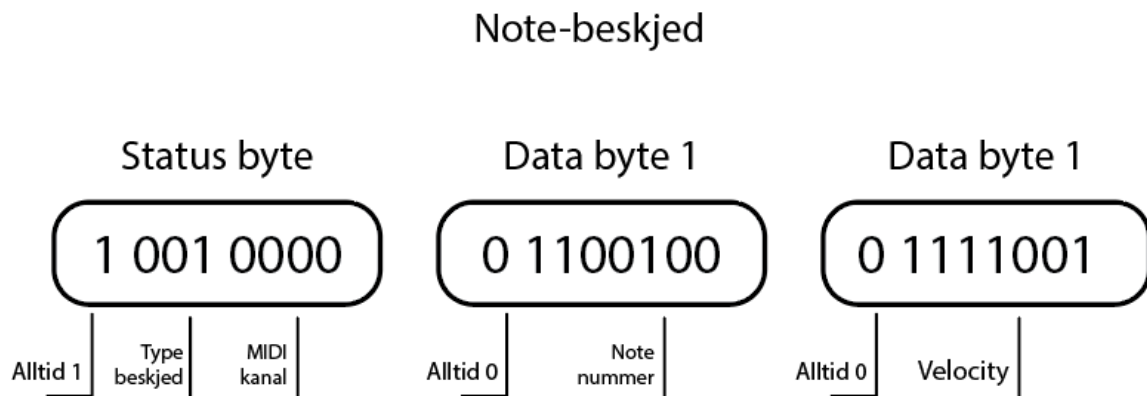 Note-beskjed
Status byte
Data byte 1
Data byte 1
1 001 0000
0 1100100
0 1111001
Alltid 1
Type
beskjed
MIDI
kanal
Alltid 0
Note
nummer
Alltid 0
Velocity